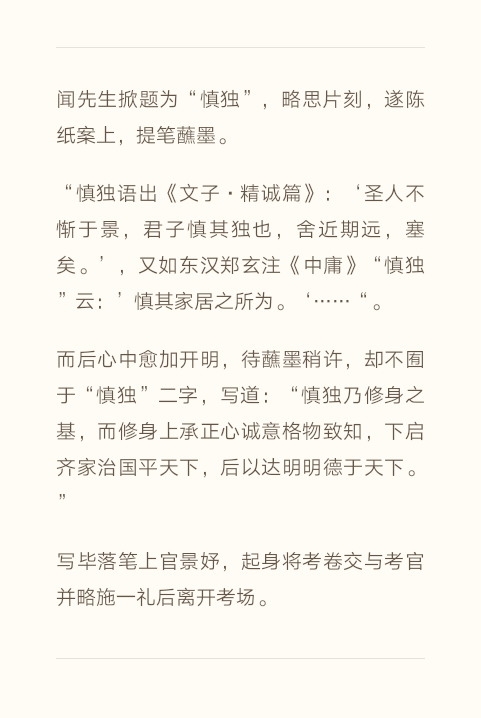 闻先生掀题为“慎独”，略思片刻，遂陈
纸案上，提笔蘸墨。
“慎独语出《文子·精诚篇》：‘圣人不
惭于景，君子慎其独也，舍近期远，塞
矣。’，又如东汉郑玄注《中庸》“慎独
”云：’慎其家居之所为。‘……“。
而后心中愈加开明，待蘸墨稍许，却不囿
于“慎独”二字，写道：“慎独乃修身之
基，而修身上承正心诚意格物致知，下启
齐家治国平天下，后以达明明德于天下。
”
写毕落笔上官景妤，起身将考卷交与考官
并略施一礼后离开考场。